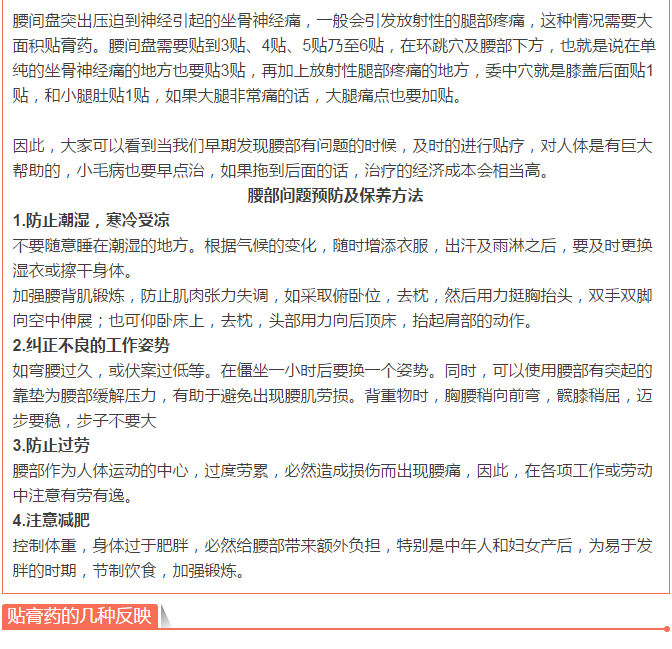 腰间盘突出压迫到神经引起的坐骨神经痛，一般会引发放射性的腿部疼痛，这种情况需要大
面积贴膏药。腰间盘需要贴到3贴、4贴、5贴乃至6贴，在环跳穴及腰部下方，也就是说在单
纯的坐骨神经痛的地方也要贴3贴，再加上放射性腿部疼痛的地方，委中穴就是膝盖后面贴1
贴，和小腿肚贴1贴，如果大腿非常痛的话，大腿痛点也要加贴。
因此，大家可以看到当我们早期发现腰部有问题的时候，及时的进行贴疗，对人体是有巨大
帮助的，小毛病也要早点治，如果拖到后面的话，治疗的经济成本会相当高。
腰部问题预防及保养方法
1.防止潮湿，寒冷受凉
不要随意睡在潮湿的地方。根据气候的变化，随时增添衣服，出汗及雨淋之后，要及时更换
湿衣或擦干身体。
加强腰背肌锻炼，防止肌肉张力失调，如采取俯卧位，去枕，然后用力挺胸抬头，双手双脚
向空中伸展；也可仰卧床上，去枕，头部用力向后顶床，抬起肩部的动作。
2.纠正不良的工作姿势
如弯腰过久，或伏案过低等。在僵坐一小时后要换一个姿势。同时，可以使用腰部有突起的
靠垫为腰部缓解压力，有助于避免出现腰肌劳损。背重物时，胸腰稍向前弯，髋膝稍屈，迈
步要稳，步子不要大
3.防止过劳
腰部作为人体运动的中心，过度劳累，必然造成损伤而出现腰痛，因此，在各项工作或劳动
中注意有劳有逸。
4.注意减肥
控制体重，身体过于肥胖，必然给腰部带来额外负担，特别是中年人和妇女产后，为易于发
胖的时期，节制饮食，加强锻炼。
贴膏药的几种反映